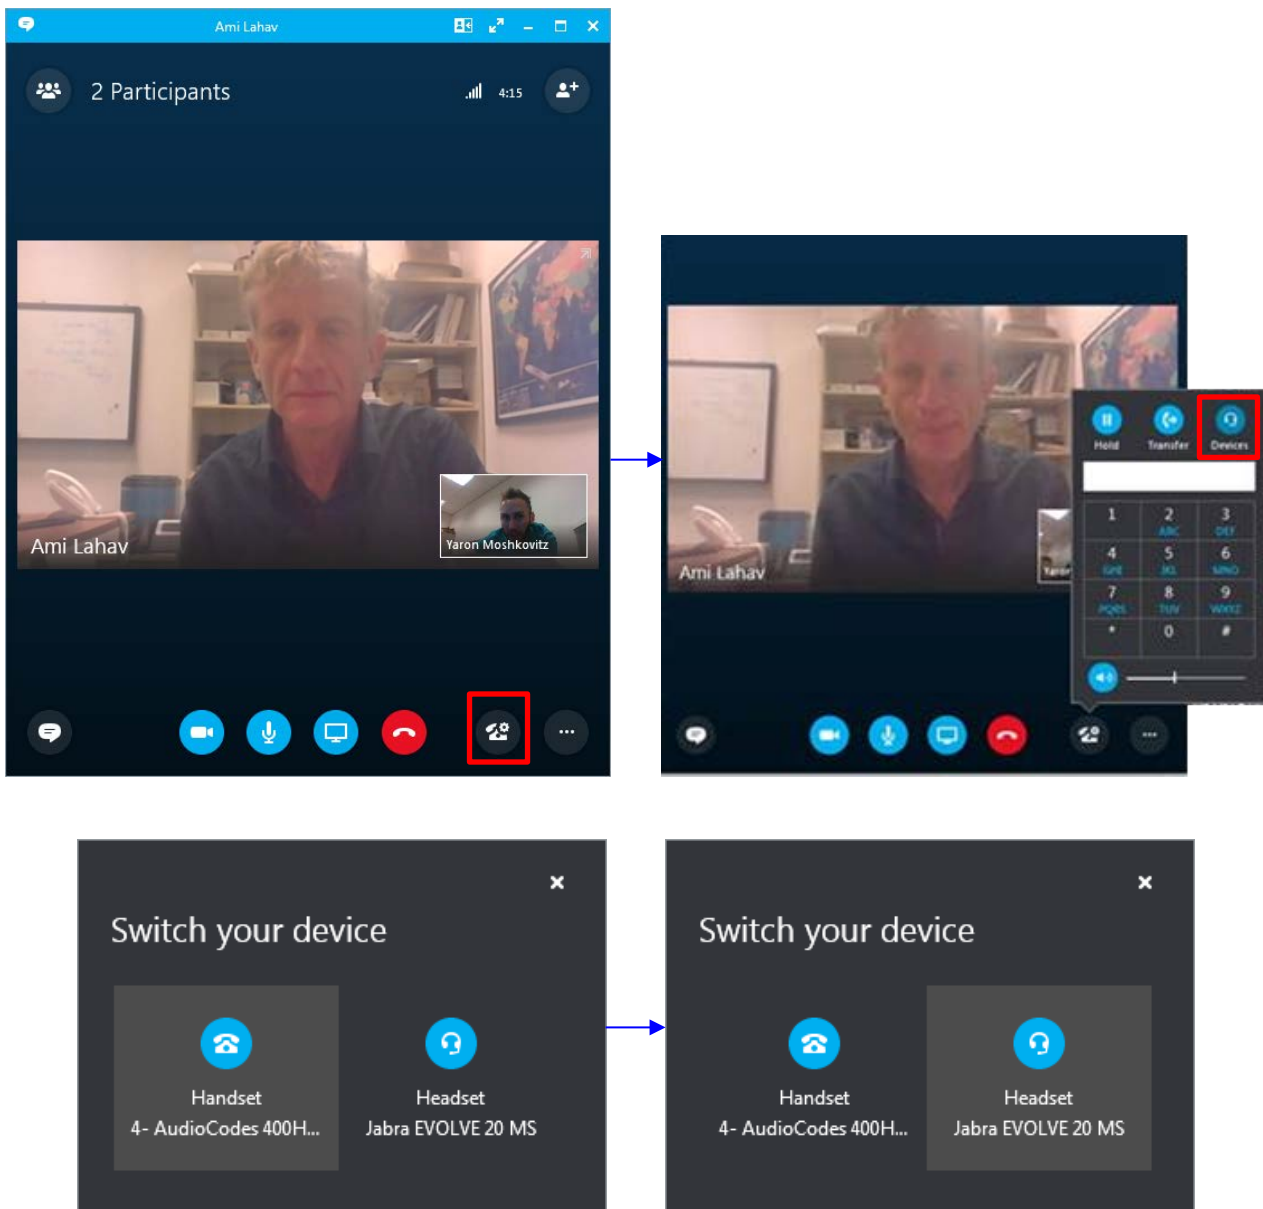 Ami Lahav
2 Participants
4:15
Ami Lahav
Yaron Moshkovitz
Hold Transfer Devices
1 2 3
ABC DEF
4 5 6
GHI JKL MNO
7 8 9
PQRS TUV WXYZ
* 0 #
Ami Lahav
Yaron
Switch your device
Handset
4- AudioCodes 400H...
Headset
Jabra EVOLVE 20 MS
Switch your device
Handset
4- AudioCodes 400H...
Headset
Jabra EVOLVE 20 MS